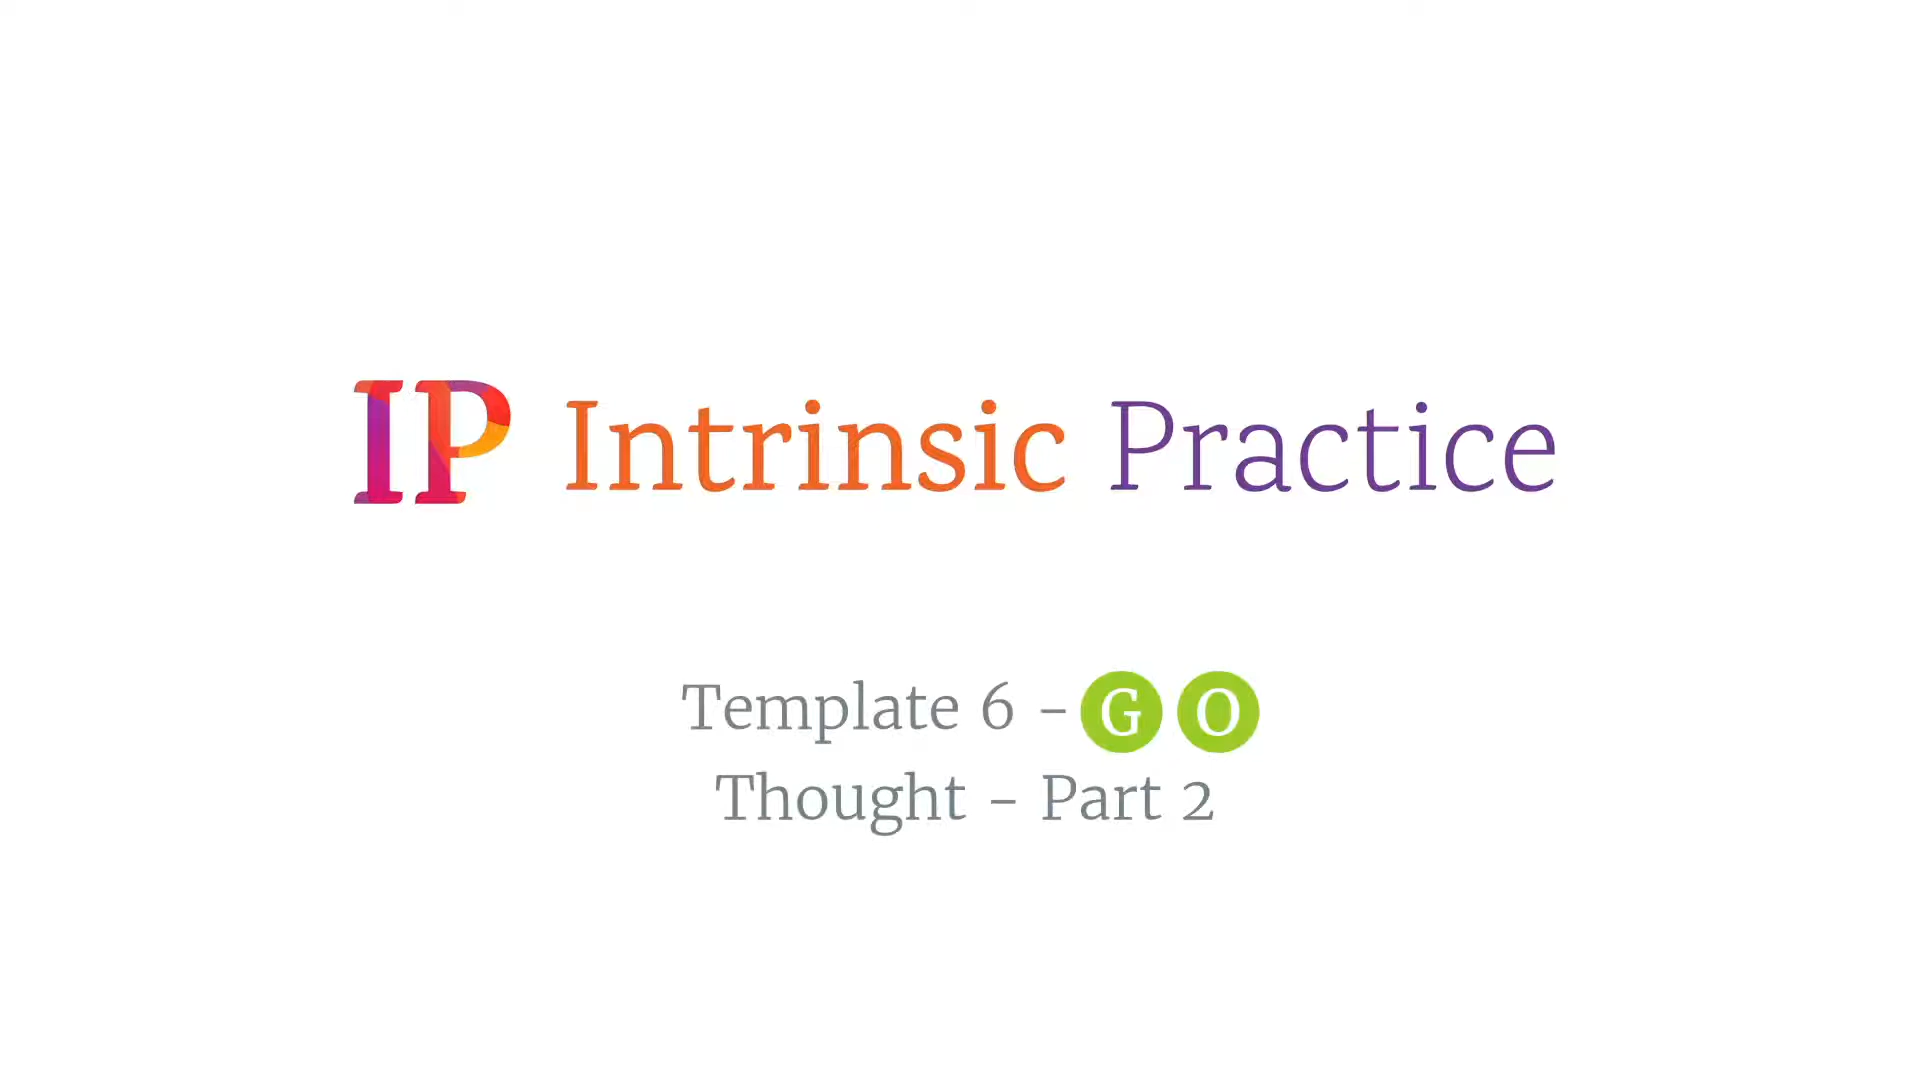 IP Intrinsic Practice
Template 6 - G O
Thought - Part 2